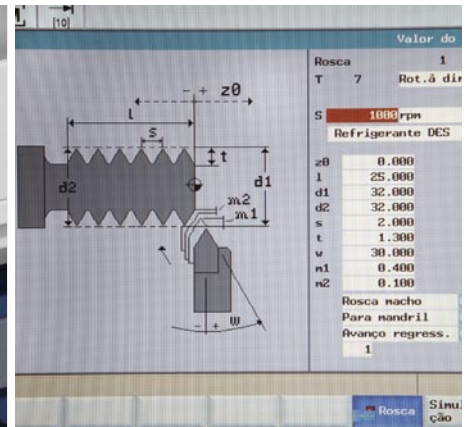 [10]
Valor do
Rosca 1
T 7 Rot.à dir
S 1000 rpm
Refrigerante DES
z0 0.000
l 25.000
d1 32.000
d2 32.000
s 2.000
t 1.300
w 30.000
m1 0.400
m2 0.100
Rosca macho
Para mandril
Avanço regress.
1
- + z0
l
s
t
d2
d1
m2
m1
- + w
Rosca
Simul
ção